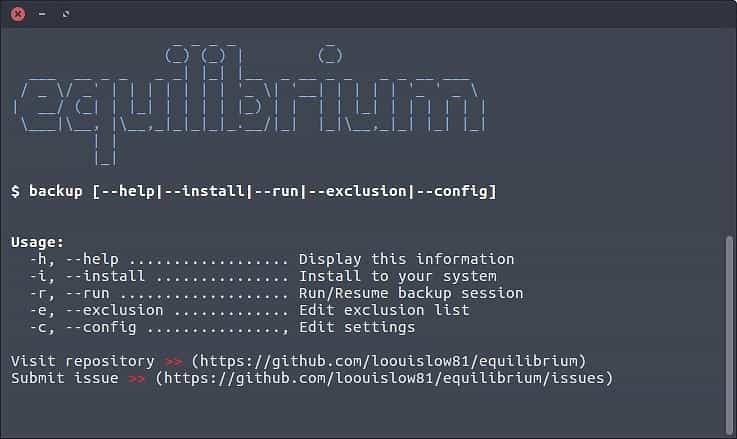 equilibrium
$ backup [--help|--install|--run|--exclusion|--config]
Usage:
-h, --help .................. Display this information
-i, --install ............... Install to your system
-r, --run ................... Run/Resume backup session
-e, --exclusion ............. Edit exclusion list
-c, --config ..............., Edit settings
Visit repository >> (https://github.com/loouislow81/equilibrium)
Submit issue >> (https://github.com/loouislow81/equilibrium/issues)